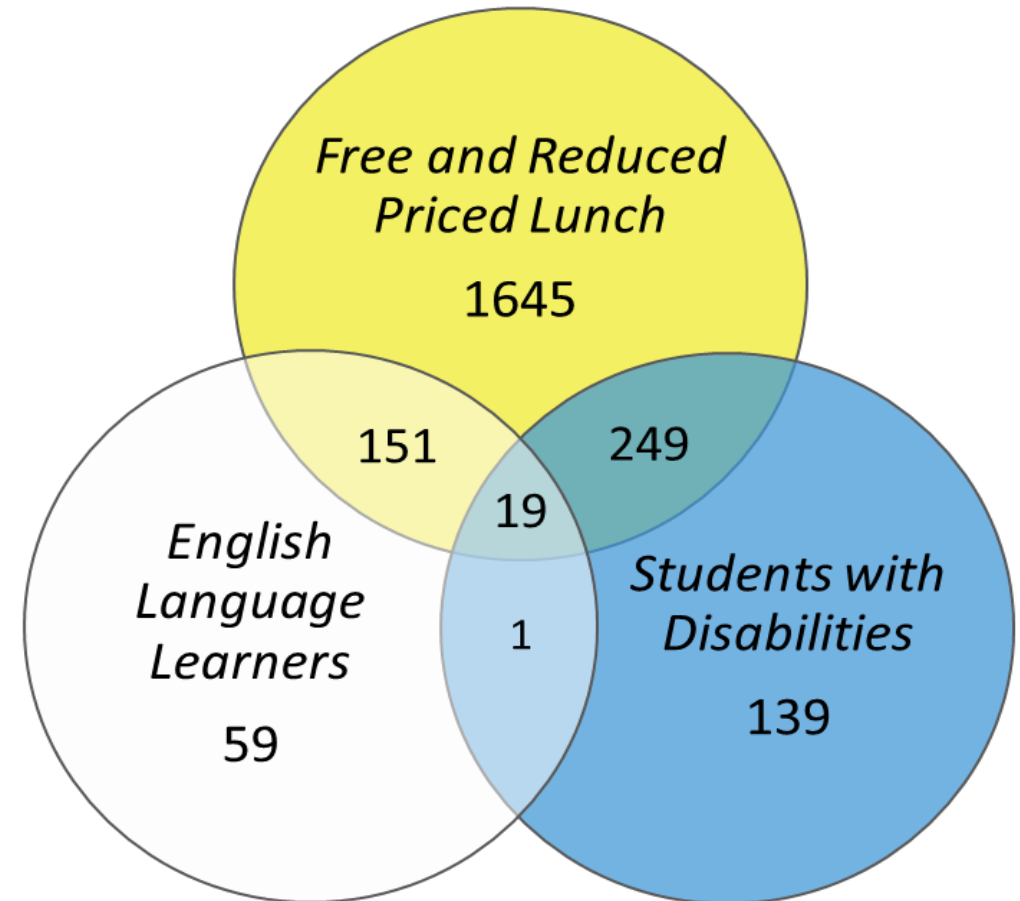 Free and Reduced
Priced Lunch
1645
151
249
19
English
Language
Learners
59
1
Students with
Disabilities
139